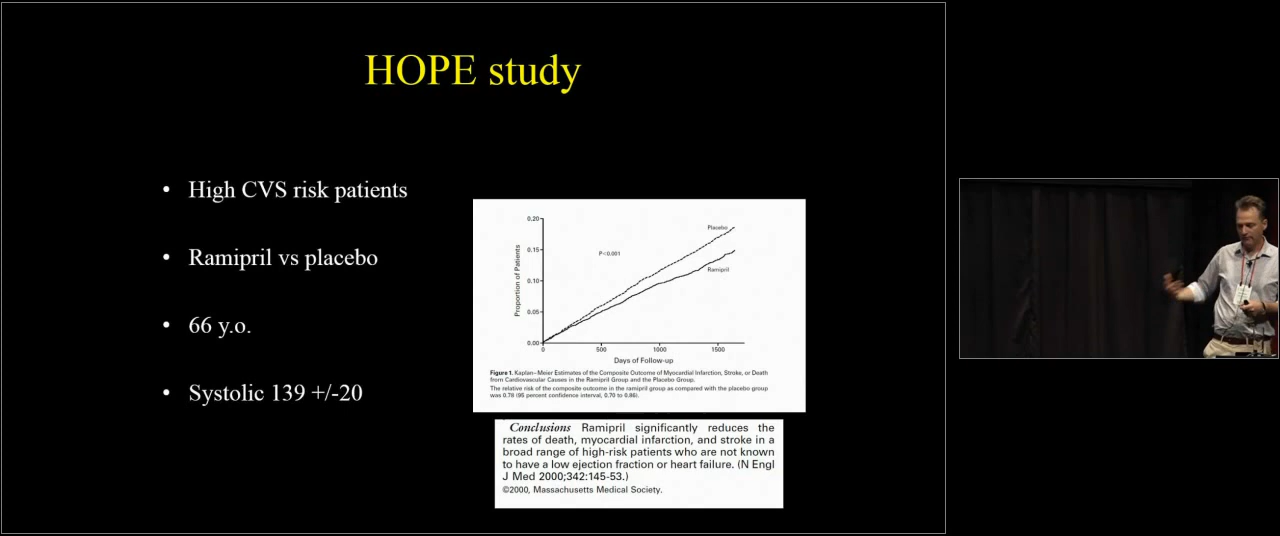 HOPE study
• High CVS risk patients
• Ramipril vs placebo
• 66 y.o.
• Systolic 139 +/-20
0.20
0.15
0.10
0.05
0.00
Proportion of Patients
Placebo
P<0.001
Ramipril
0 500 1000 1500
Days of Follow-up
Figure 1. Kaplan–Meier Estimates of the Composite Outcome of Myocardial Infarction, Stroke, or Death
from Cardiovascular Causes in the Ramipril Group and the Placebo Group.
The relative risk of the composite outcome in the ramipril group as compared with the placebo group
was 0.78 (95 percent confidence interval, 0.70 to 0.86).
Conclusions Ramipril significantly reduces the
rates of death, myocardial infarction, and stroke in a
broad range of high-risk patients who are not known
to have a low ejection fraction or heart failure. (N Engl
J Med 2000;342:145-53.)
©2000, Massachusetts Medical Society.